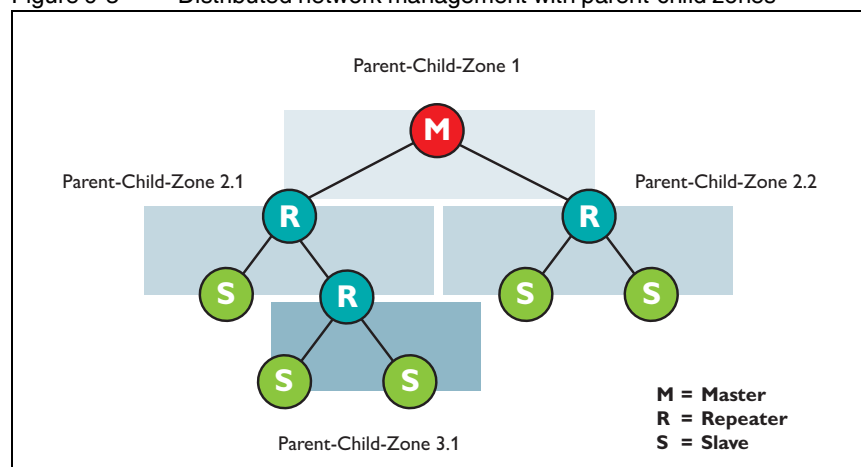 Distributed network management with parent-child zones
Parent-Child-Zone 1
M
Parent-Child-Zone 2.1
Parent-Child-Zone 2.2
R
R
S
R
S
S
S
S
M = Master
R = Repeater
S = Slave
Parent-Child-Zone 3.1